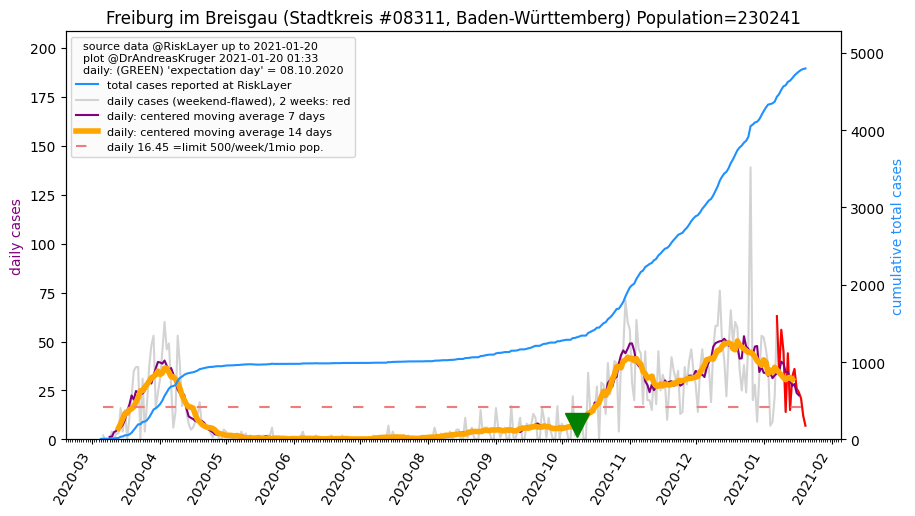 Freiburg im Breisgau (Stadtkreis #08311, Baden-Württemberg) Population=230241
source data @RiskLayer up to 2021-01-20
plot @DrAndreasKruger 2021-01-20 01:33
daily: (GREEN) 'expectation day' = 08.10.2020
total cases reported at RiskLayer
daily cases (weekend-flawed), 2 weeks: red
daily: centered moving average 7 days
daily: centered moving average 14 days
daily 16.45 =limit 500/week/1mio pop.
daily cases
200
175
150
125
100
75
50
25
0
cumulative total cases
5000
4000
3000
2000
1000
0
2020-03
2020-04
2020-05
2020-06
2020-07
2020-08
2020-09
2020-10
2020-11
2020-12
2021-01
2021-02